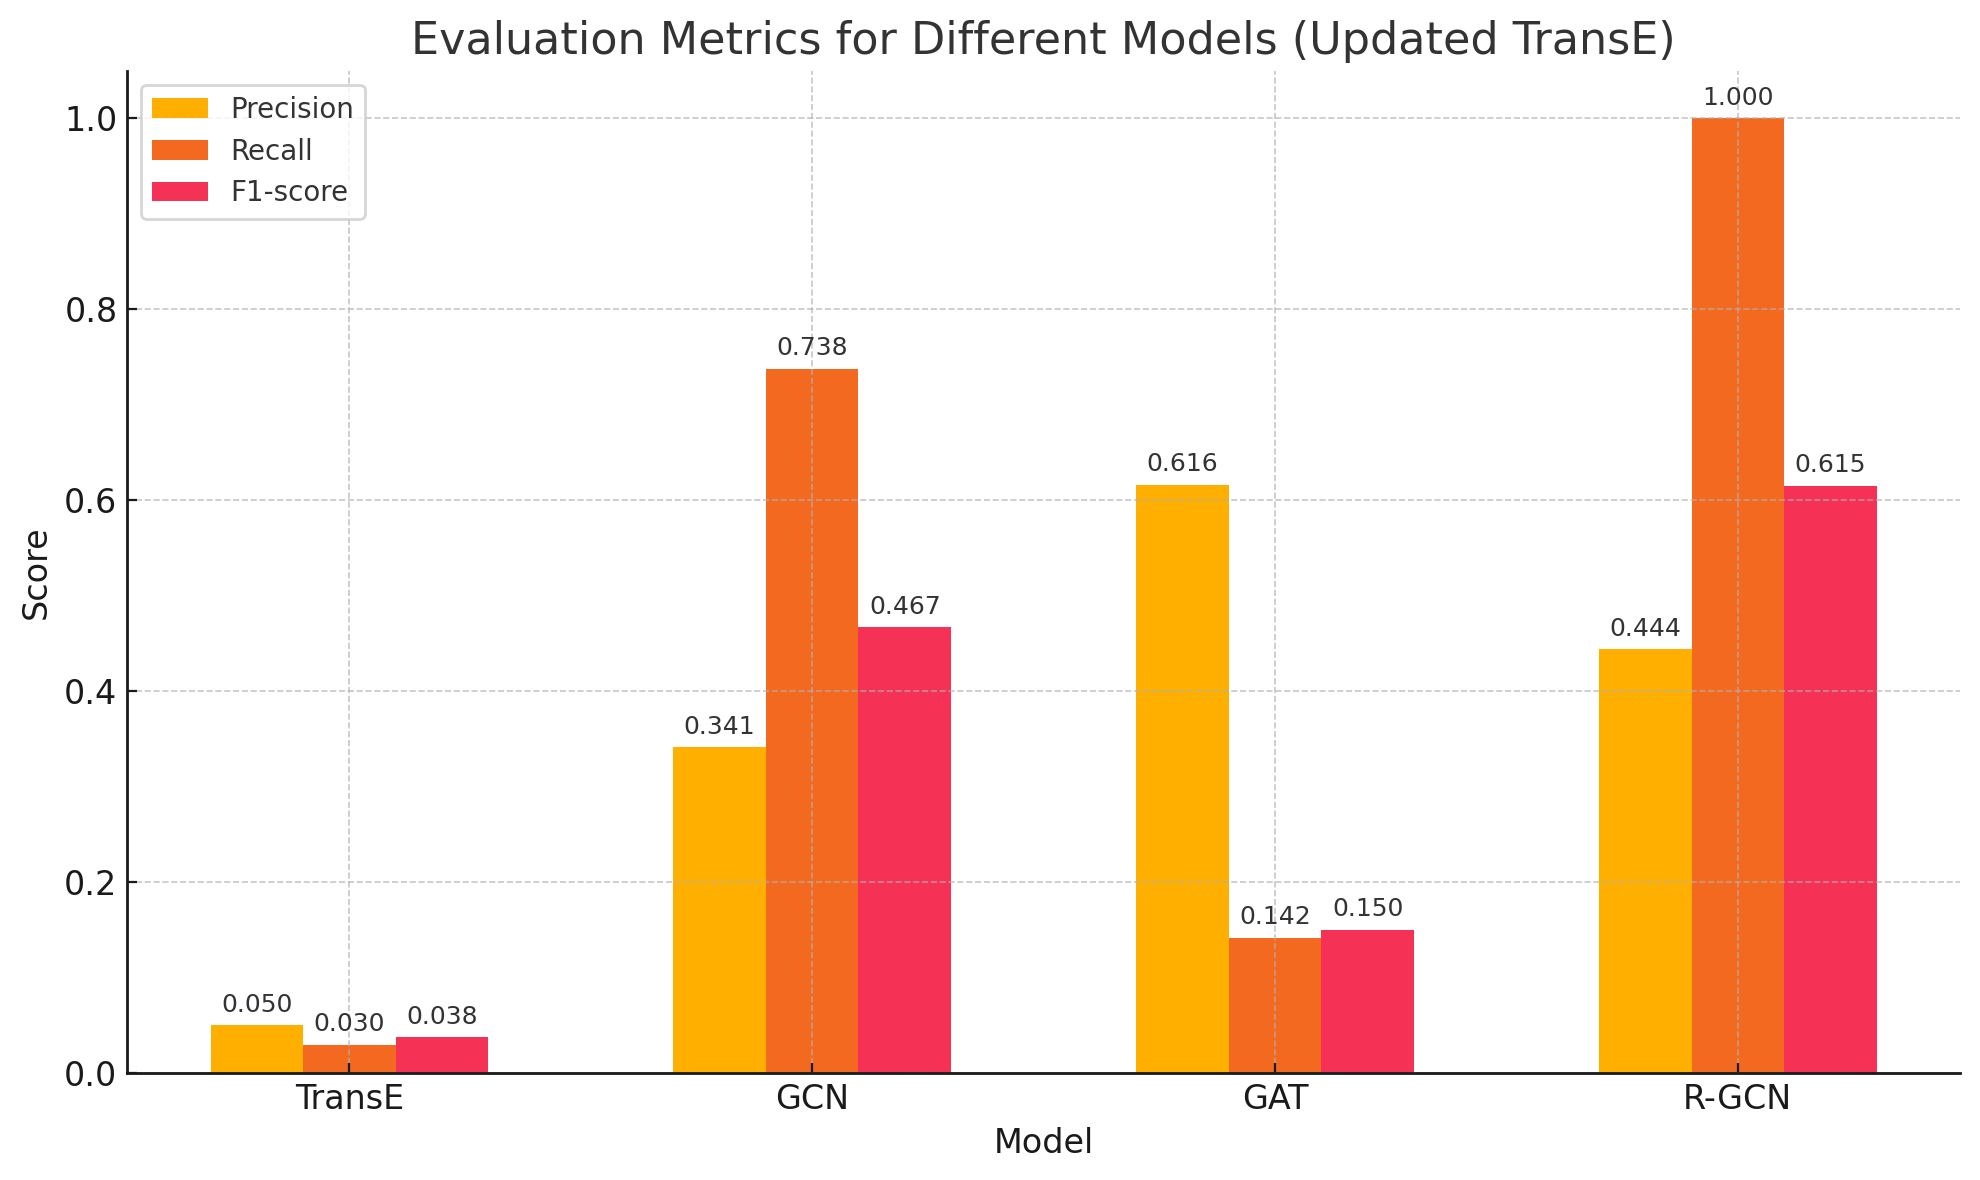 Evaluation Metrics for Different Models (Updated TransE)
Precision
Recall
F1-score
1.0
0.8
0.6
0.4
0.2
0.0
Score
0.050
0.030
0.038
0.341
0.738
0.467
0.616
0.142
0.150
0.444
1.000
0.615
TransE
GCN
GAT
R-GCN
Model